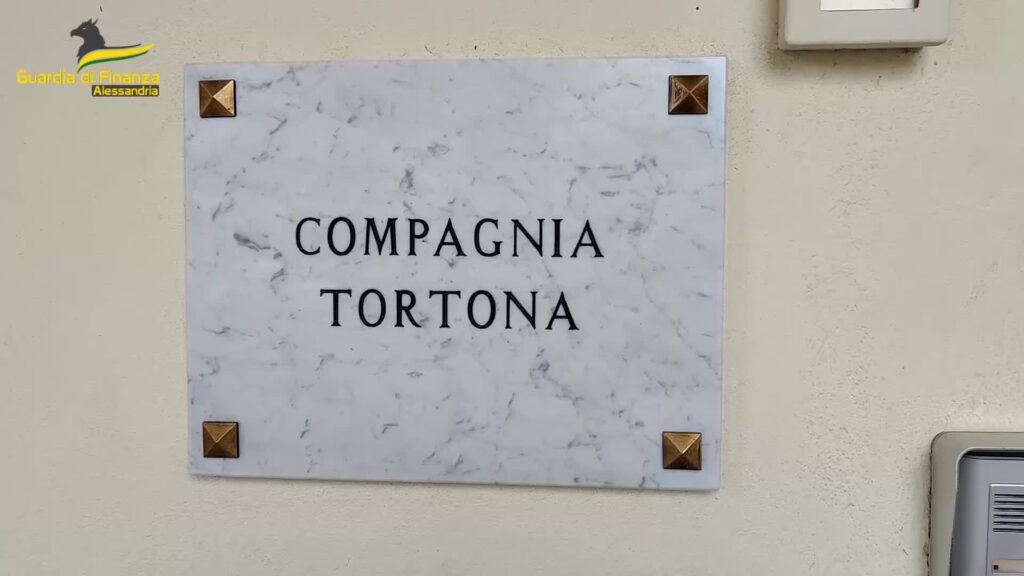 Guardia di Finanza
Alessandria
COMPAGNIA
TORTONA